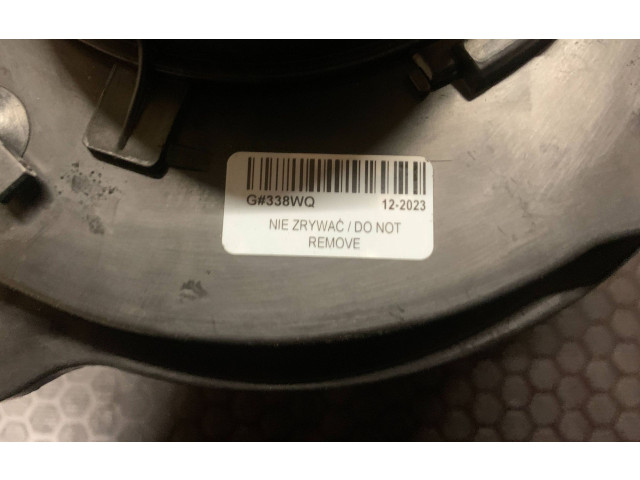 G#338WQ 12-2023
NIE ZRYWAĆ / DO NOT
REMOVE